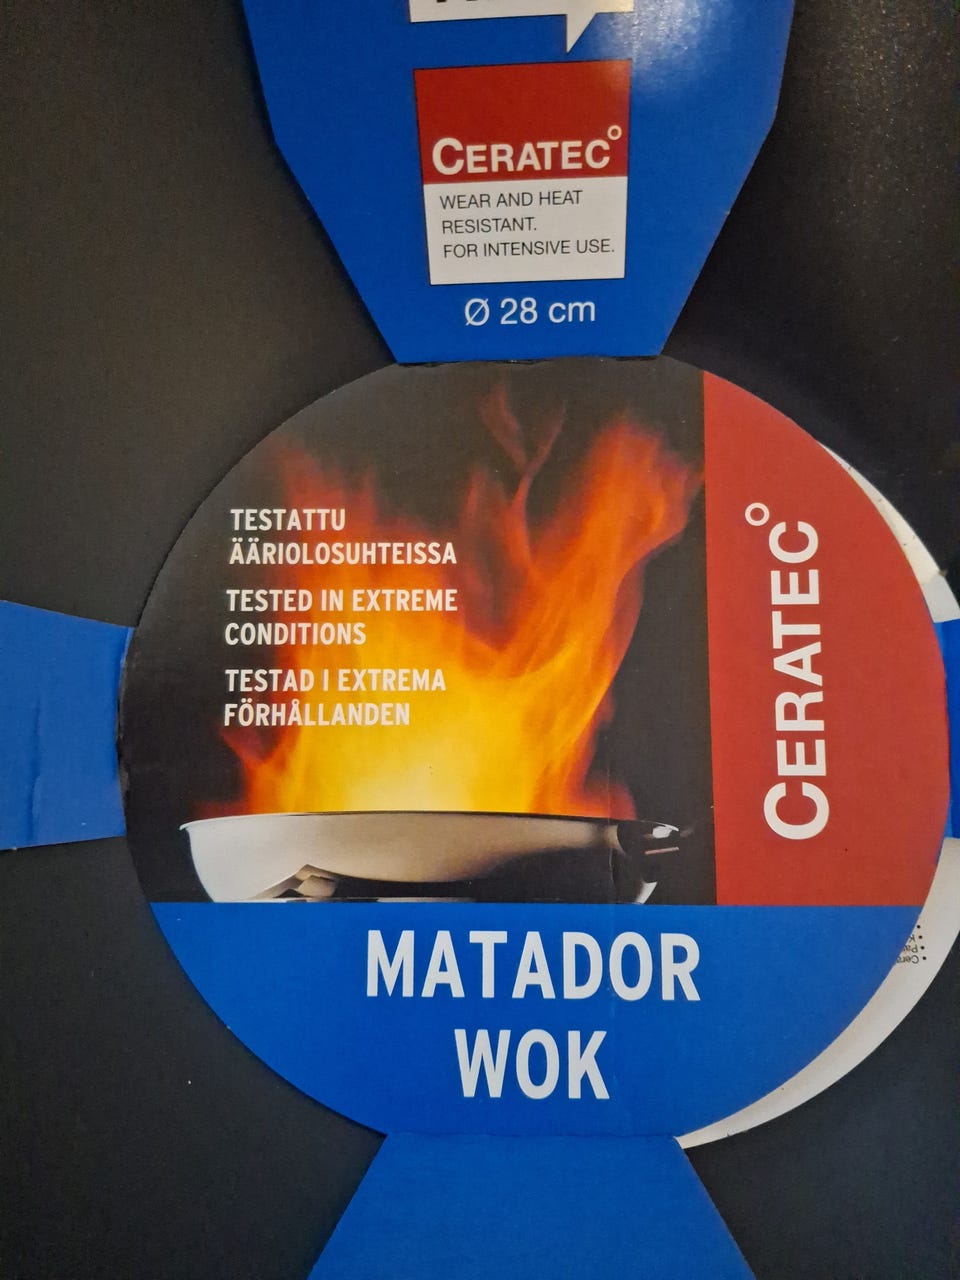 CERATEC°
WEAR AND HEAT
RESISTANT.
FOR INTENSIVE USE.
Ø 28 cm
TESTATTU
ÄÄRIOLOSUHTEISSA
TESTED IN EXTREME
CONDITIONS
TESTAD I EXTREMA
FÖRHÅLLANDEN
CERATEC°
MATADOR
WOK